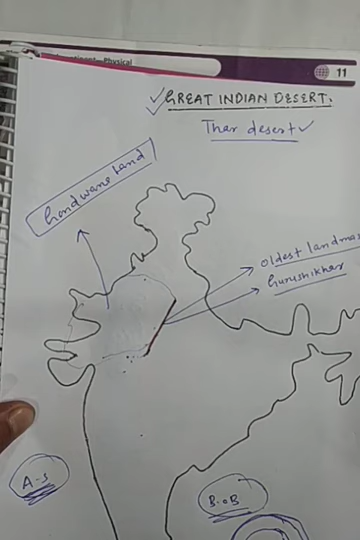 Physical
11
GREAT INDIAN DESERT.
Thar desert
Gondwana Land
Oldest landmas
Gurushikhar
A-S
B.O.B